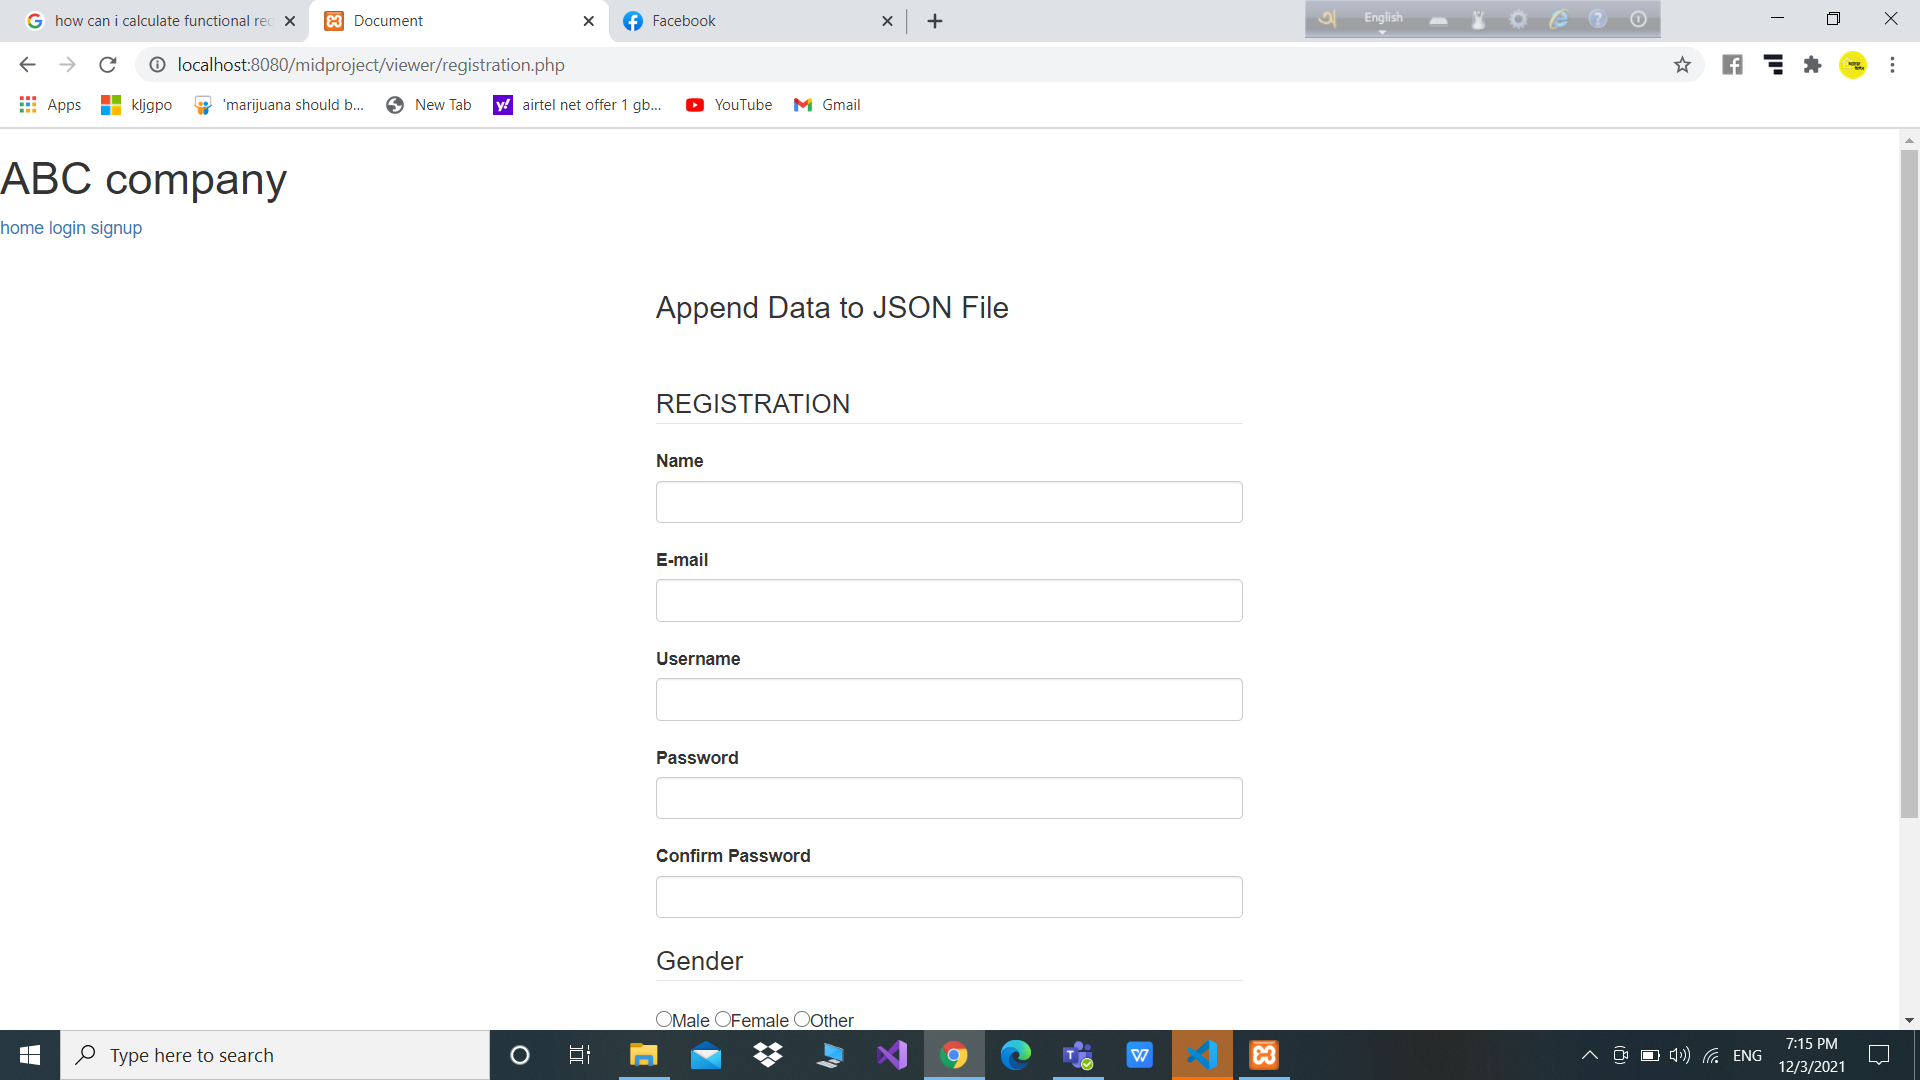 how can i calculate functional rec
Document
Facebook
English
localhost:8080/midproject/viewer/registration.php
Apps
kljgpo
'marijuana should b...
New Tab
airtel net offer 1 gb...
YouTube
Gmail
ABC company
home login signup
Append Data to JSON File
REGISTRATION
Name
E-mail
Username
Password
Confirm Password
Gender
Male Female Other
Type here to search
ENG
7:15 PM
12/3/2021